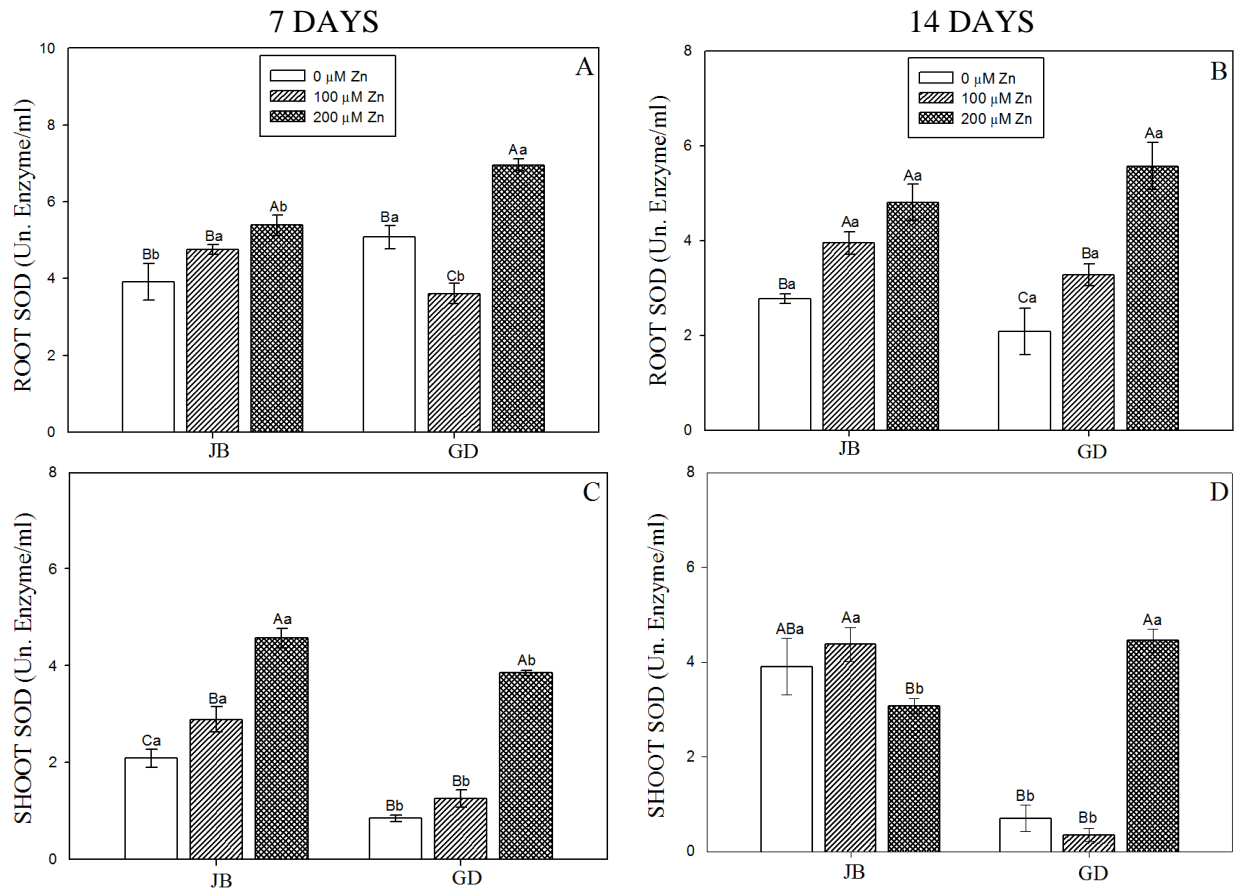 7 DAYS
14 DAYS
ROOT SOD (Un. Enzyme/ml)
10
8
6
4
2
0
0 µM Zn
100 µM Zn
200 µM Zn
A
Bb
Ba
Ab
Ba
Cb
Aa
JB
GD
ROOT SOD (Un. Enzyme/ml)
8
6
4
2
0
0 µM Zn
100 µM Zn
200 µM Zn
B
Ba
Aa
Aa
Ca
Ba
Aa
JB
GD
SHOOT SOD (Un. Enzyme/ml)
8
6
4
2
0
C
Ca
Ba
Aa
Bb
Bb
Ab
JB
GD
SHOOT SOD (Un. Enzyme/ml)
8
6
4
2
0
D
ABa
Aa
Bb
Bb
Bb
Aa
JB
GD